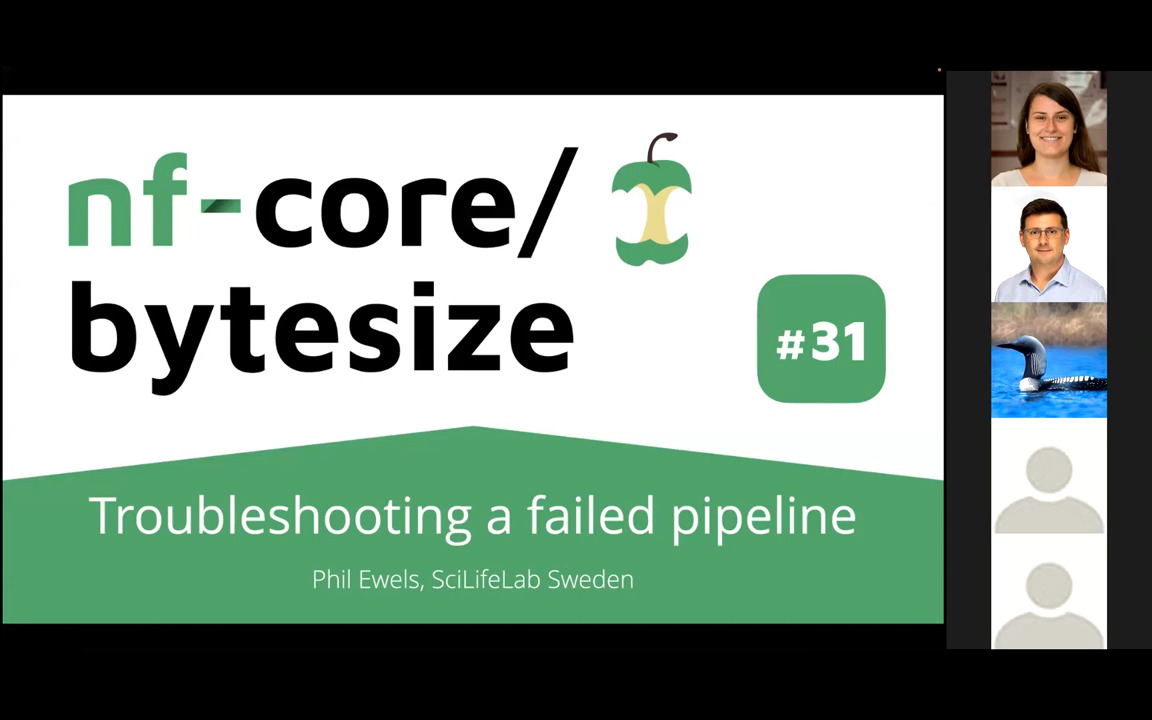 nf-core/
bytesize
#31
Troubleshooting a failed pipeline
Phil Ewels, SciLifeLab Sweden